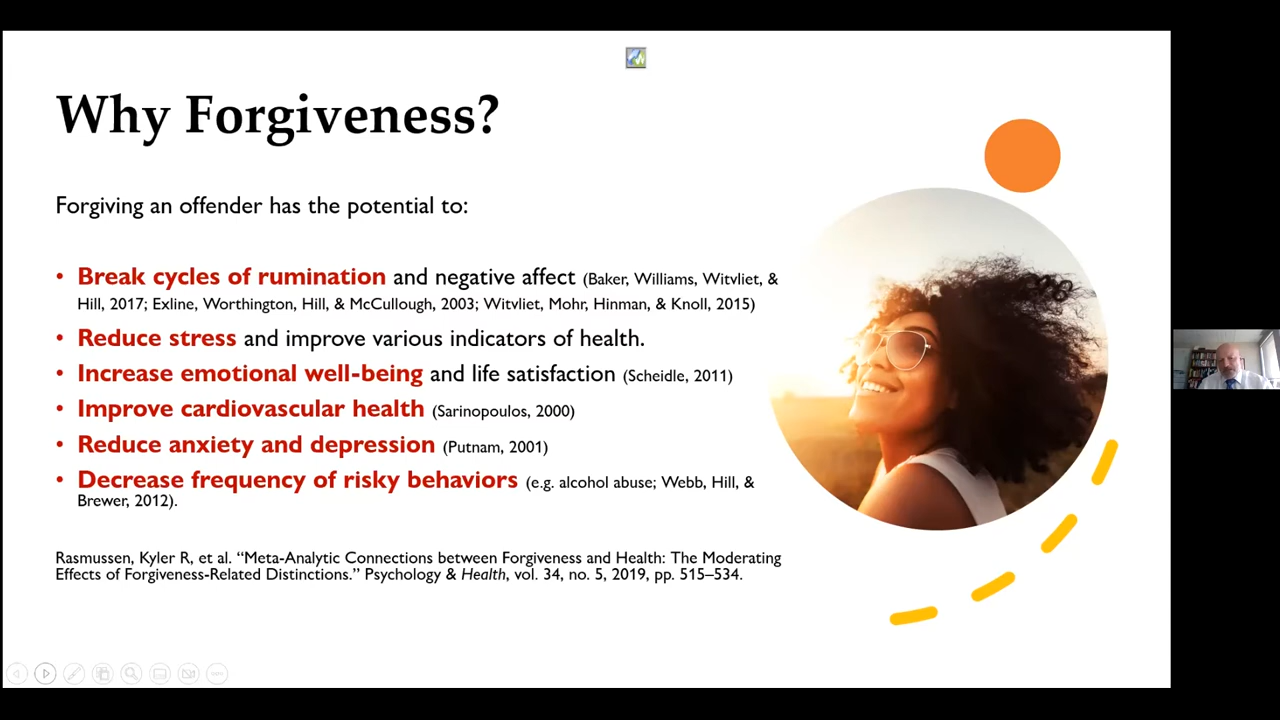 Why Forgiveness?
Forgiving an offender has the potential to:
• Break cycles of rumination and negative affect (Baker, Williams, Witvliet, &
Hill, 2017; Exline, Worthington, Hill, & McCullough, 2003; Witvliet, Mohr, Hinman, & Knoll, 2015)
• Reduce stress and improve various indicators of health.
• Increase emotional well-being and life satisfaction (Scheidle, 2011)
• Improve cardiovascular health (Sarinopoulos, 2000)
• Reduce anxiety and depression (Putnam, 2001)
• Decrease frequency of risky behaviors (e.g. alcohol abuse; Webb, Hill, &
Brewer, 2012).
Rasmussen, Kyler R, et al. “Meta-Analytic Connections between Forgiveness and Health: The Moderating
Effects of Forgiveness-Related Distinctions.” Psychology & Health, vol. 34, no. 5, 2019, pp. 515–534.